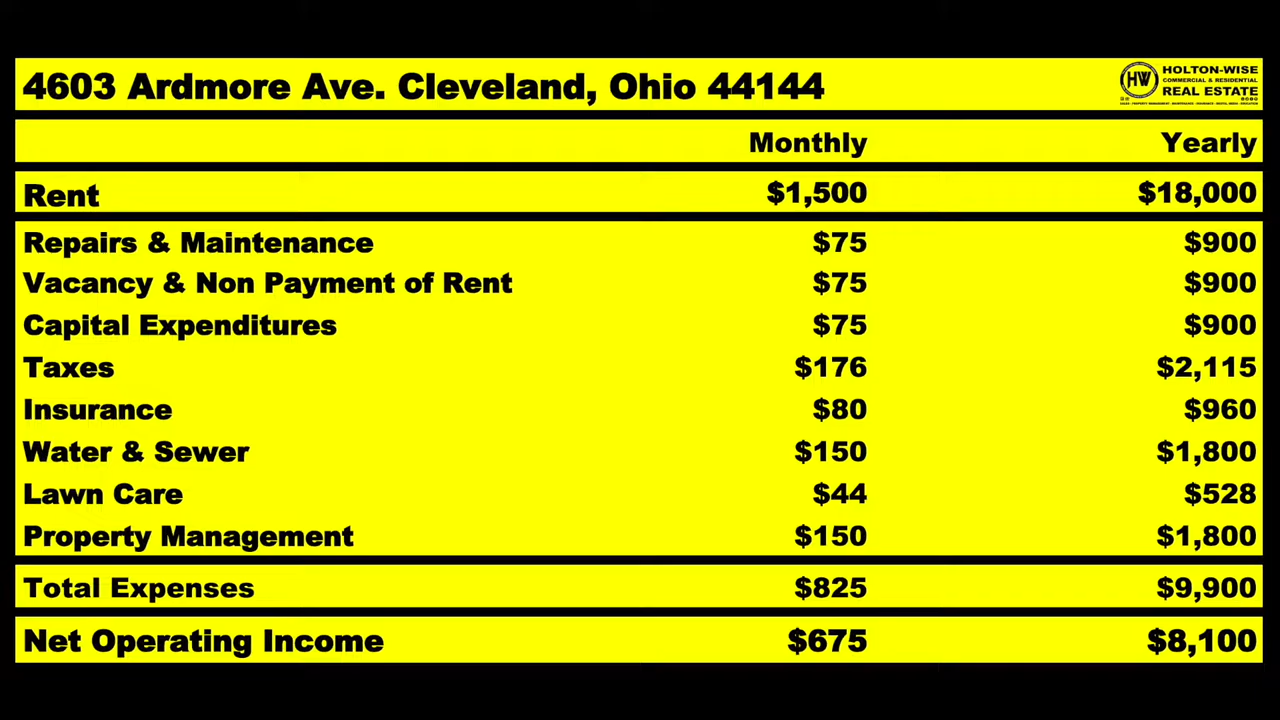 4603 Ardmore Ave. Cleveland, Ohio 44144
HW
HOLTON-WISE
COMMERCIAL & RESIDENTIAL
REAL ESTATE
Monthly Yearly
Rent $1,500 $18,000
Repairs & Maintenance $75 $900
Vacancy & Non Payment of Rent $75 $900
Capital Expenditures $75 $900
Taxes $176 $2,115
Insurance $80 $960
Water & Sewer $150 $1,800
Lawn Care $44 $528
Property Management $150 $1,800
Total Expenses $825 $9,900
Net Operating Income $675 $8,100